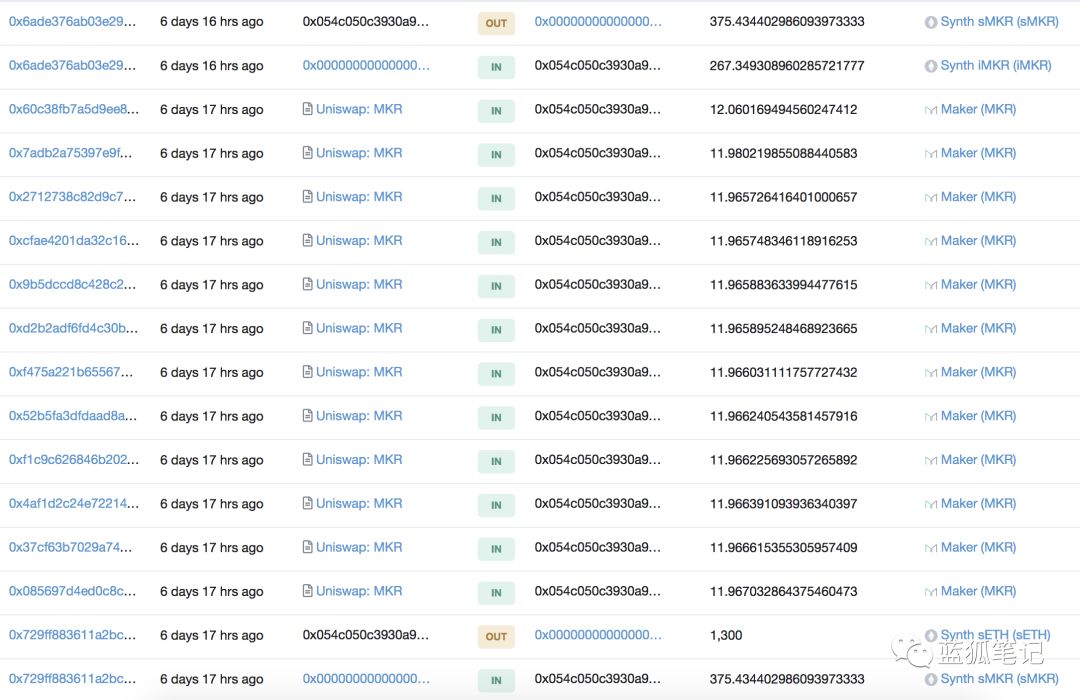 0x6ade376ab03e29... 6 days 16 hrs ago 0x054c050c3930a9... OUT 0x00000000000000... 375.434402986093973333 Synth sMKR (sMKR)
0x6ade376ab03e29... 6 days 16 hrs ago 0x00000000000000... IN 0x054c050c3930a9... 267.349308960285721777 Synth iMKR (iMKR)
0x60c38fb7a5d9ee8... 6 days 17 hrs ago Uniswap: MKR IN 0x054c050c3930a9... 12.060169494560247412 Maker (MKR)
0x7adb2a75397e9f... 6 days 17 hrs ago Uniswap: MKR IN 0x054c050c3930a9... 11.980219855088440583 Maker (MKR)
0x2712738c82d9c7... 6 days 17 hrs ago Uniswap: MKR IN 0x054c050c3930a9... 11.965726416401000657 Maker (MKR)
0xcfae4201da32c16... 6 days 17 hrs ago Uniswap: MKR IN 0x054c050c3930a9... 11.965748346118916253 Maker (MKR)
0x9b5dccd8c428c2... 6 days 17 hrs ago Uniswap: MKR IN 0x054c050c3930a9... 11.965883633994477615 Maker (MKR)
0xd2b2adf6fd4c30b... 6 days 17 hrs ago Uniswap: MKR IN 0x054c050c3930a9... 11.965895248468923665 Maker (MKR)
0xf475a221b65567... 6 days 17 hrs ago Uniswap: MKR IN 0x054c050c3930a9... 11.966031111757727432 Maker (MKR)
0x52b5fa3dfdaad8a... 6 days 17 hrs ago Uniswap: MKR IN 0x054c050c3930a9... 11.966240543581457916 Maker (MKR)
0xf1c9c626846b202... 6 days 17 hrs ago Uniswap: MKR IN 0x054c050c3930a9... 11.966225693057265892 Maker (MKR)
0x4af1d2c24e72214... 6 days 17 hrs ago Uniswap: MKR IN 0x054c050c3930a9... 11.966391093936340397 Maker (MKR)
0x37cf63b7029a74... 6 days 17 hrs ago Uniswap: MKR IN 0x054c050c3930a9... 11.966615355305957409 Maker (MKR)
0x085697d4ed0c8c... 6 days 17 hrs ago Uniswap: MKR IN 0x054c050c3930a9... 11.967032864375460473 Maker (MKR)
0x729ff883611a2bc... 6 days 17 hrs ago 0x054c050c3930a9... OUT 0x00000000000000... 1,300 Synth sETH (sETH)
蓝狐笔记
0x729ff883611a2bc... 6 days 17 hrs ago 0x00000000000000... IN 0x054c050c3930a9... 375.434402986093973333 Synth sMKR (sMKR)